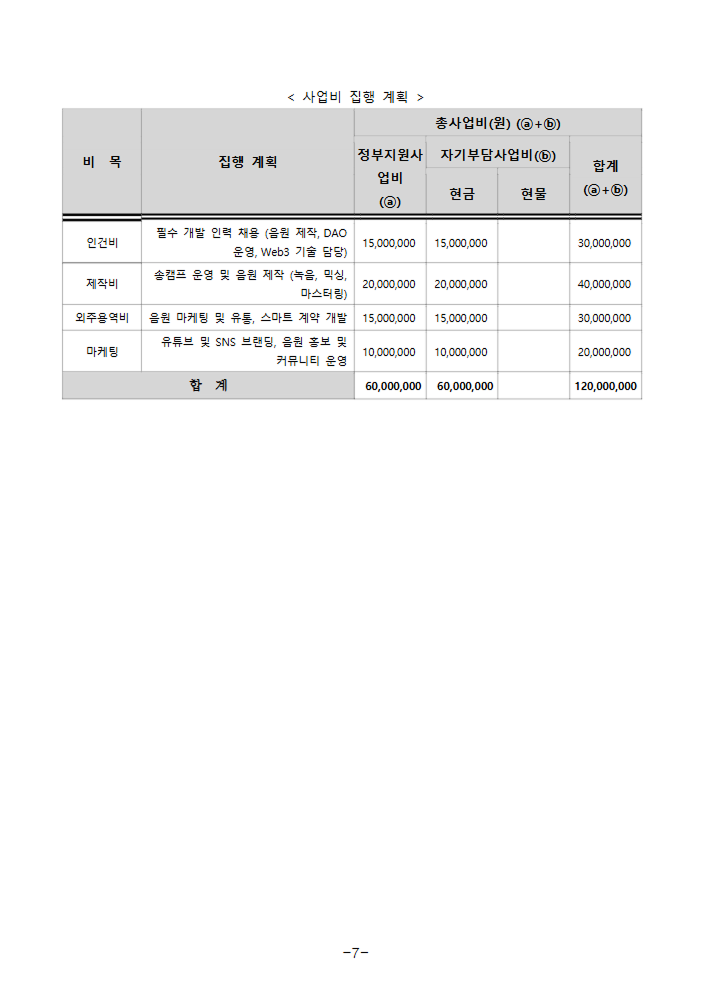 < 사업비 집행 계획 >
비 목
집행 계획
총사업비(원) (ⓐ+ⓑ)
정부지원사
업비
(ⓐ)
자기부담사업비(ⓑ)
합계
(ⓐ+ⓑ)
현금
현물
인건비
필수 개발 인력 채용 (음원 제작, DAO
운영, Web3 기술 담당)
15,000,000
15,000,000
30,000,000
제작비
송캠프 운영 및 음원 제작 (녹음, 믹싱,
마스터링)
20,000,000
20,000,000
40,000,000
외주용역비
음원 마케팅 및 유통, 스마트 계약 개발
15,000,000
15,000,000
30,000,000
마케팅
유튜브 및 SNS 브랜딩, 음원 홍보 및
커뮤니티 운영
10,000,000
10,000,000
20,000,000
합 계
60,000,000
60,000,000
120,000,000
-7-